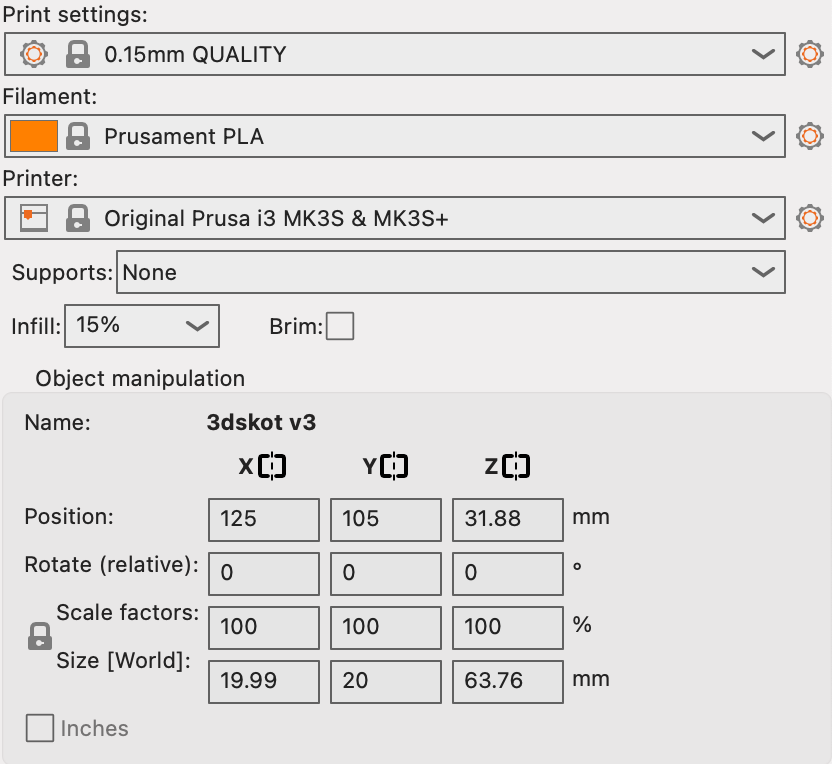 Print settings:
0.15mm QUALITY
Filament:
Prusament PLA
Printer:
Original Prusa i3 MK3S & MK3S+
Supports: None
Infill: 15% Brim:
Object manipulation
Name: 3dskot v3
X Y Z
Position: 125 105 31.88 mm
Rotate (relative): 0 0 0 °
Scale factors: 100 100 100 %
Size [World]: 19.99 20 63.76 mm
Inches